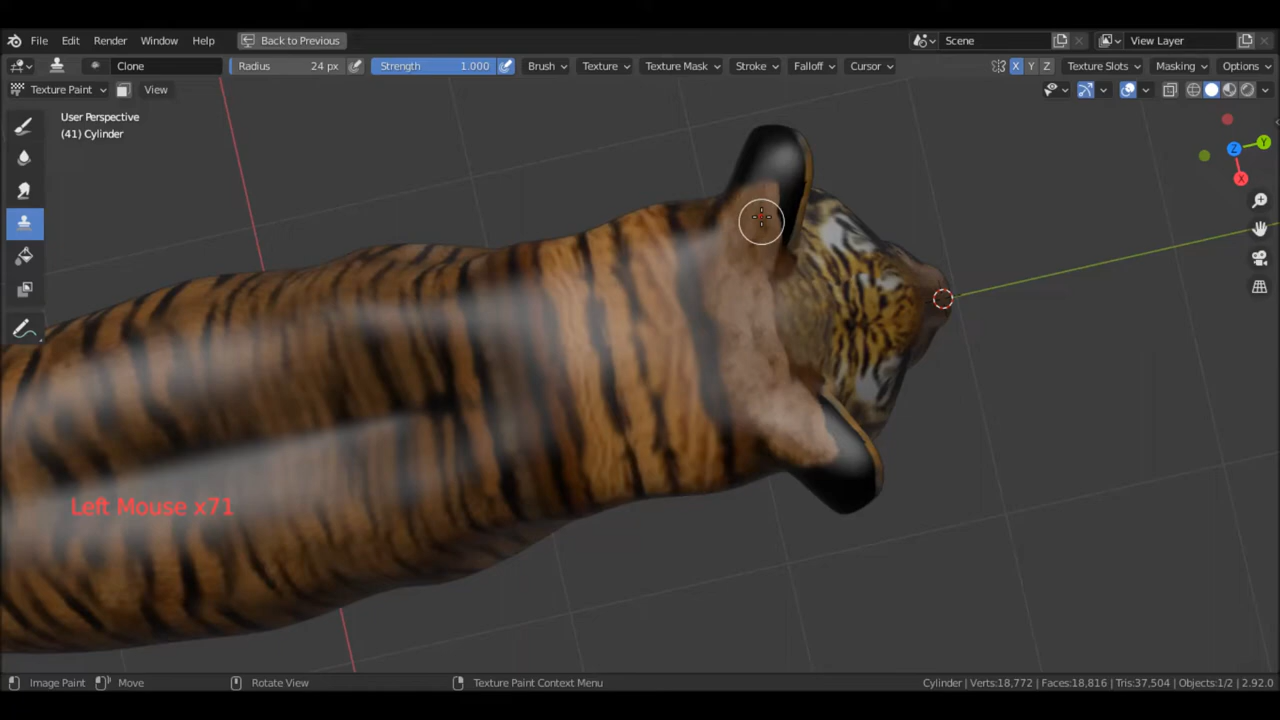 File Edit Render Window Help Back to Previous Scene View Layer
Clone Radius 24 px Strength 1.000 Brush Texture Texture Mask Stroke Falloff Cursor X Y Z Texture Slots Masking Options
Texture Paint View
User Perspective
(41) Cylinder
Y
Z
X
Left Mouse x71
Image Paint Move Rotate View Texture Paint Context Menu Cylinder | Verts:18,772 | Faces:18,816 | Tris:37,504 | Objects:1/2 | 2.92.0